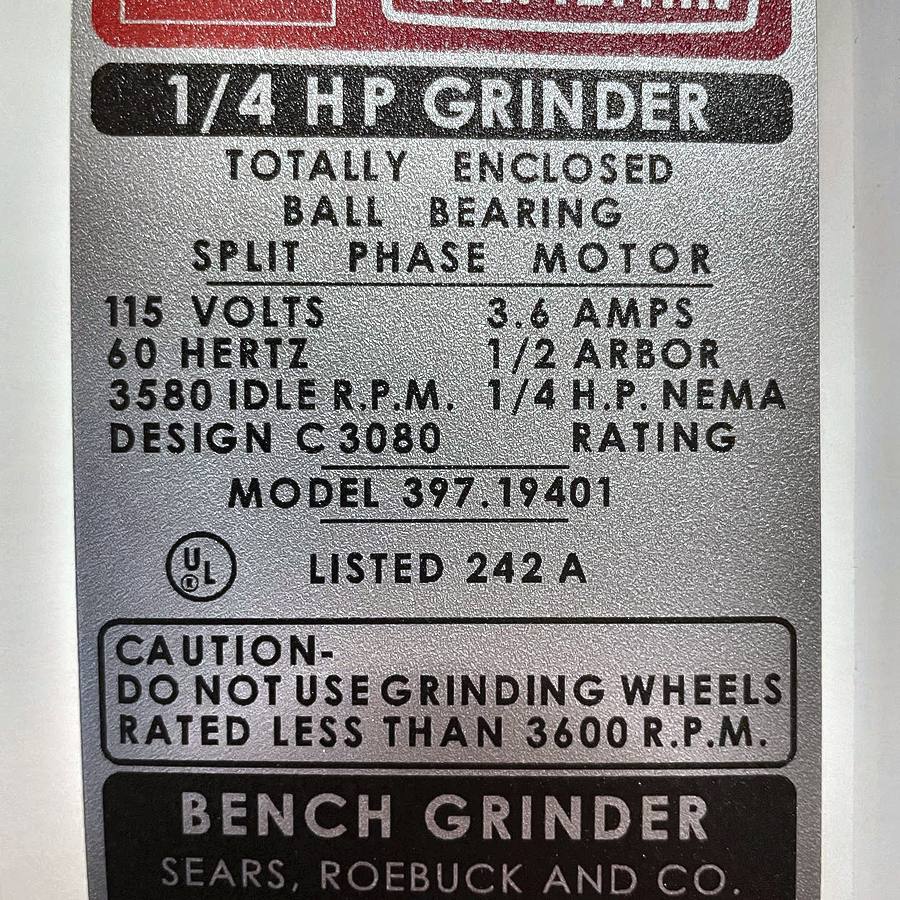 1/4 HP GRINDER
TOTALLY ENCLOSED
BALL BEARING
SPLIT PHASE MOTOR
115 VOLTS 3.6 AMPS
60 HERTZ 1/2 ARBOR
3580 IDLE R.P.M. 1/4 H.P. NEMA
DESIGN C 3080 RATING
MODEL 397.19401
UL® LISTED 242 A
CAUTION-
DO NOT USE GRINDING WHEELS
RATED LESS THAN 3600 R.P.M.
BENCH GRINDER
SEARS, ROEBUCK AND CO.